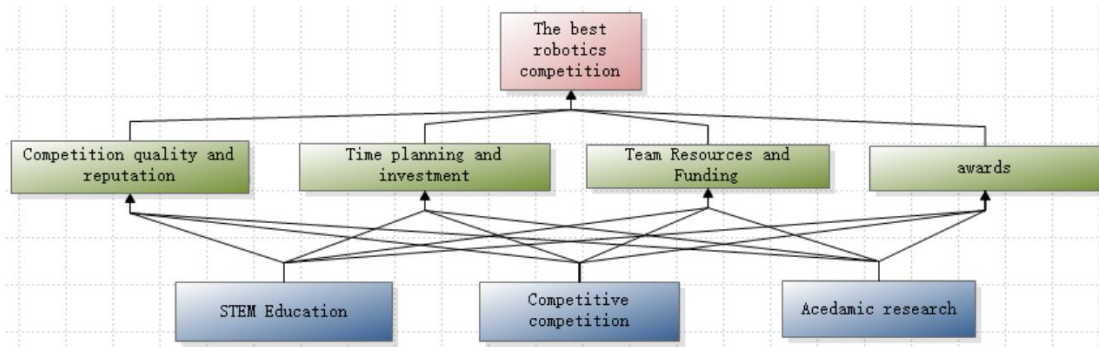 The best
robotics
competition
Competition quality and
reputation
Time planning and
investment
Team Resources and
Funding
awards
STEM Education
Competitive
competition
Acedamic research